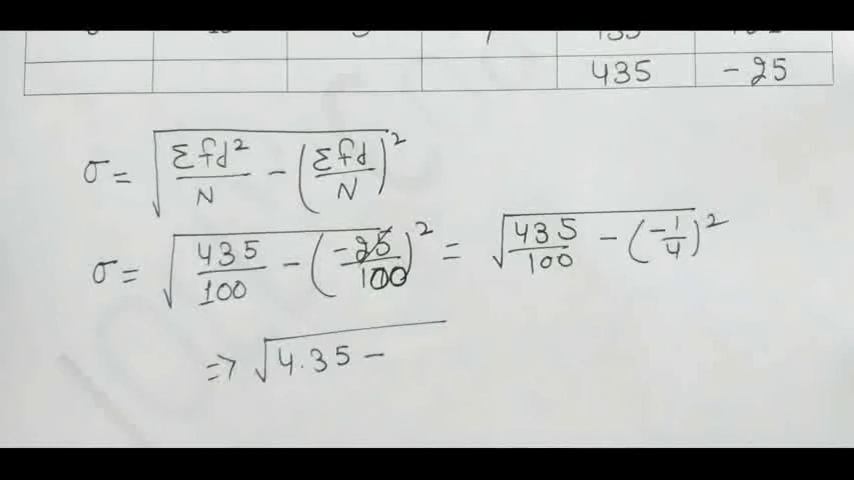 435 -25
σ = √(Σfd²/N - (Σfd/N)²)
σ = √(435/100 - (-25/100)²) = √(435/100 - (-1/4)²)
=> √4.35 -